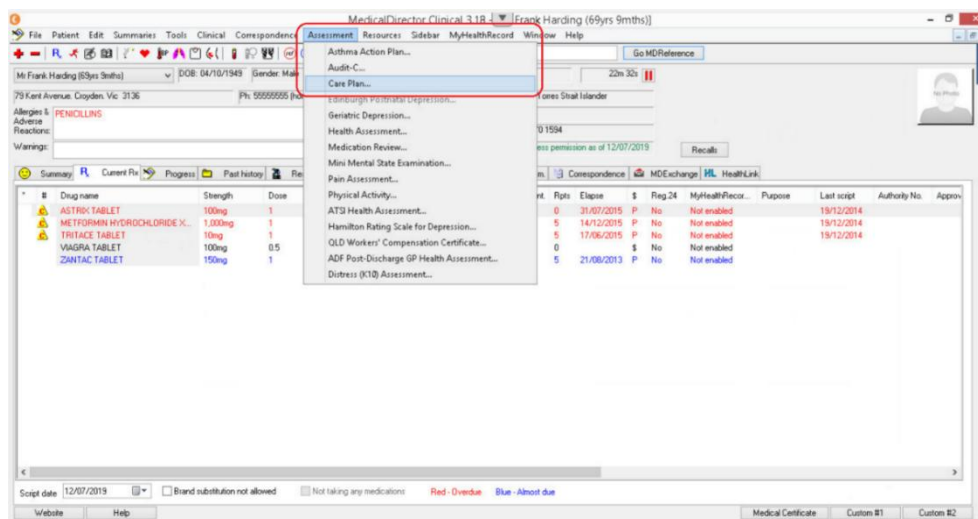 MedicalDirector Clinical 3.18 - Frank Harding (69yrs 9mths)]
File Patient Edit Summaries Tools Clinical Correspondence Assessment Resources Sidebar MyHealthRecord Window Help
Go MDReference
Asthma Action Plan...
Audit-C...
Care Plan...
Edinburgh Postnatal Depression...
Geriatric Depression...
Health Assessment...
Medication Review...
Mini Mental State Examination...
Pain Assessment...
Physical Activity...
ATSI Health Assessment...
Hamilton Rating Scale for Depression...
QLD Workers' Compensation Certificate...
ADF Post-Discharge GP Health Assessment...
Distress (K10) Assessment...
Mr Frank Harding (69yrs 9mths) DOB: 04/10/1949 Gender: Male 22m 32s
79 Kent Avenue. Croydon. Vic 3136 Ph: 55555555 Torres Strait Islander
No Photo
Allergies & Adverse Reactions: PENICILLINS
1594
Warnings: permission as of 12/07/2019 Recalls
Summary Current Rx Progress Past history Correspondence MDExchange HealthLink
Drug name Strength Dose Rpts Elapse $ Reg.24 MyHealthRecor... Purpose Last script Authority No. Approv
ASTRIX TABLET 100mg 1 0 31/07/2015 P No Not enabled 19/12/2014
METFORMIN HYDROCHLORIDE X... 1,000mg 1 5 14/12/2015 P No Not enabled 19/12/2014
TRITACE TABLET 10mg 1 5 17/06/2015 P No Not enabled 19/12/2014
VIAGRA TABLET 100mg 0.5 0 $ No Not enabled
ZANTAC TABLET 150mg 1 5 21/08/2013 P No Not enabled
Script date 12/07/2019 Brand substitution not allowed Not taking any medications Red - Overdue Blue - Almost due
Website Help Medical Certificate Custom #1 Custom #2